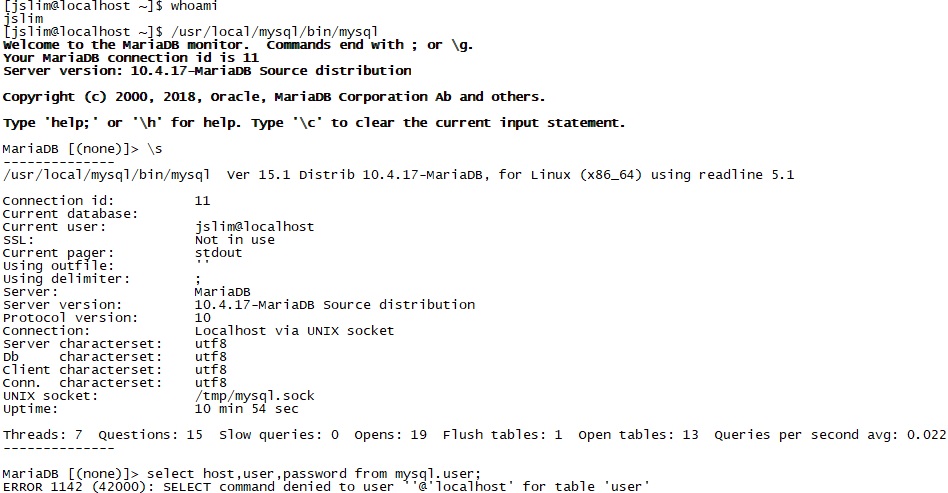 [jslim@localhost ~]$ whoami
jslim
[jslim@localhost ~]$ /usr/local/mysql/bin/mysql
Welcome to the MariaDB monitor.  Commands end with ; or \g.
Your MariaDB connection id is 11
Server version: 10.4.17-MariaDB Source distribution

Copyright (c) 2000, 2018, Oracle, MariaDB Corporation Ab and others.

Type 'help;' or '\h' for help. Type '\c' to clear the current input statement.

MariaDB [(none)]> \s
--------------
/usr/local/mysql/bin/mysql  Ver 15.1 Distrib 10.4.17-MariaDB, for Linux (x86_64) using readline 5.1

Connection id:          11
Current database:
Current user:           jslim@localhost
SSL:                    Not in use
Current pager:          stdout
Using outfile:          ''
Using delimiter:        ;
Server:                 MariaDB
Server version:         10.4.17-MariaDB Source distribution
Protocol version:       10
Connection:             Localhost via UNIX socket
Server characterset:    utf8
Db     characterset:    utf8
Client characterset:    utf8
Conn.  characterset:    utf8
UNIX socket:            /tmp/mysql.sock
Uptime:                 10 min 54 sec

Threads: 7  Questions: 15  Slow queries: 0  Opens: 19  Flush tables: 1  Open tables: 13  Queries per second avg: 0.022
--------------

MariaDB [(none)]> select host,user,password from mysql.user;
ERROR 1142 (42000): SELECT command denied to user ''@'localhost' for table 'user'